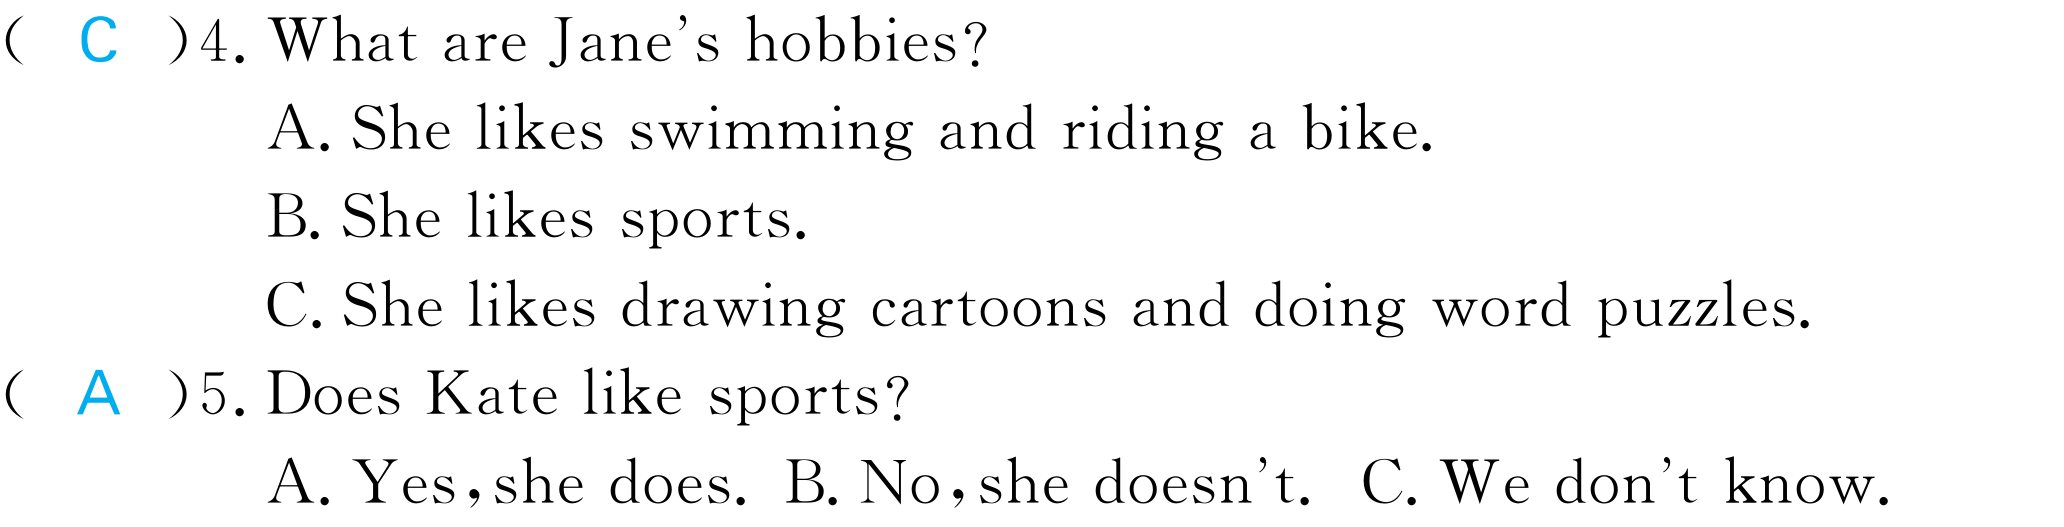 ( C )4. What are Jane's hobbies?
A. She likes swimming and riding a bike.
B. She likes sports.
C. She likes drawing cartoons and doing word puzzles.
( A )5. Does Kate like sports?
A. Yes,she does. B. No,she doesn't. C. We don't know.